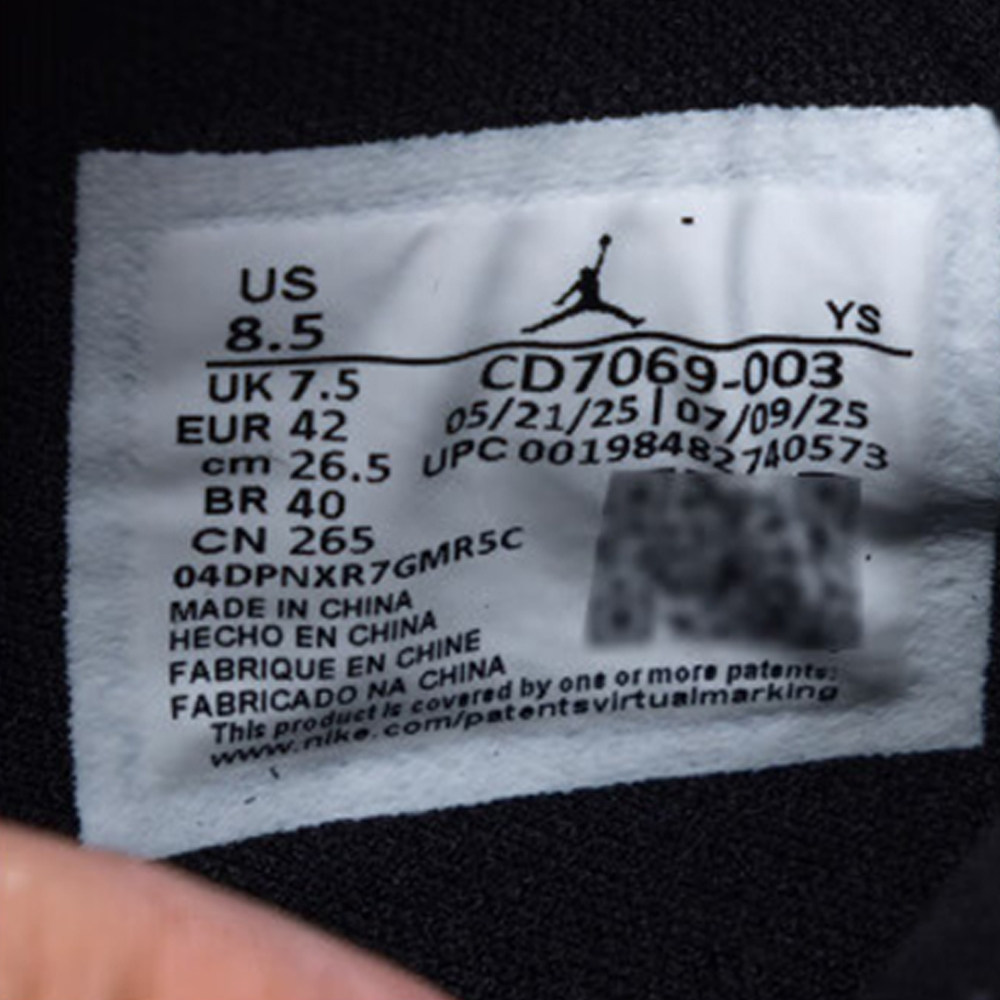 US
8.5
YS
UK 7.5
CD7069-003
EUR 42
05/21/25 | 07/09/25
cm 26.5
UPC 00198482740573
BR 40
CN 265
04DPNXR7GMR5C
MADE IN CHINA
HECHO EN CHINA
FABRIQUE EN CHINE
FABRICADO NA CHINA
This product is covered by one or more patents:
www.nike.com/patentsvirtualmarking